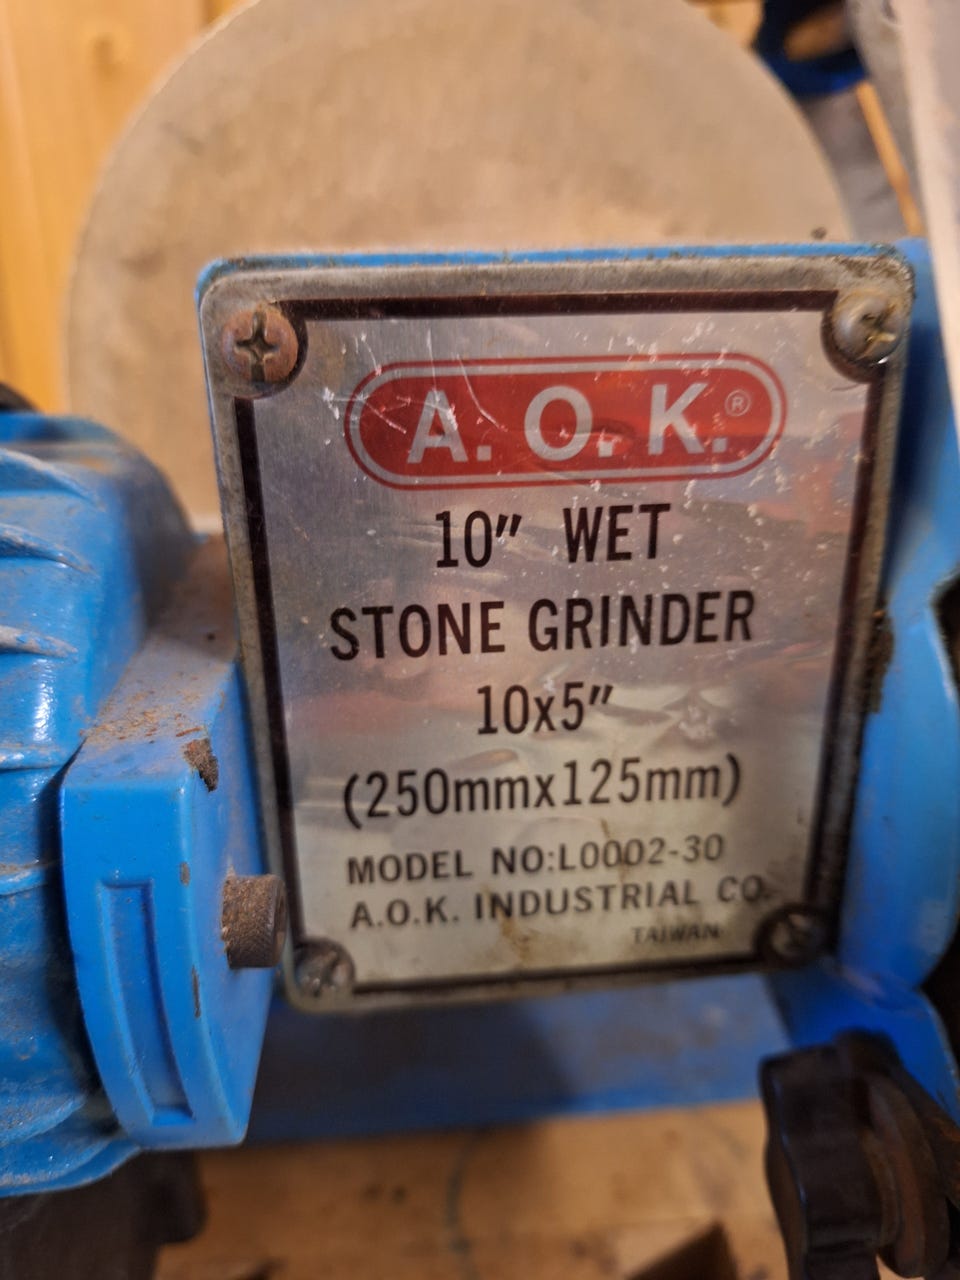 A. O. K.®
10" WET
STONE GRINDER
10x5"
(250mmx125mm)
MODEL NO:L0002-30
A.O.K. INDUSTRIAL CO.
TAIWAN